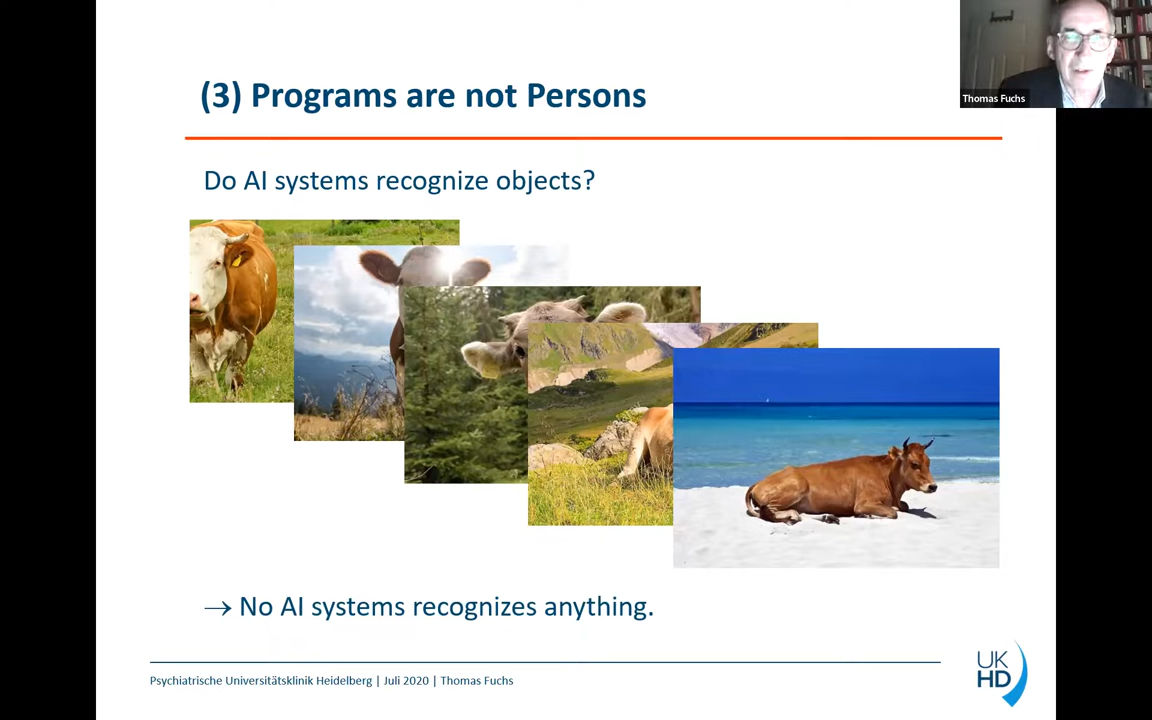 (3) Programs are not Persons
Thomas Fuchs
Do AI systems recognize objects?
→ No AI systems recognizes anything.
Psychiatrische Universitätsklinik Heidelberg | Juli 2020 | Thomas Fuchs
UK
HD